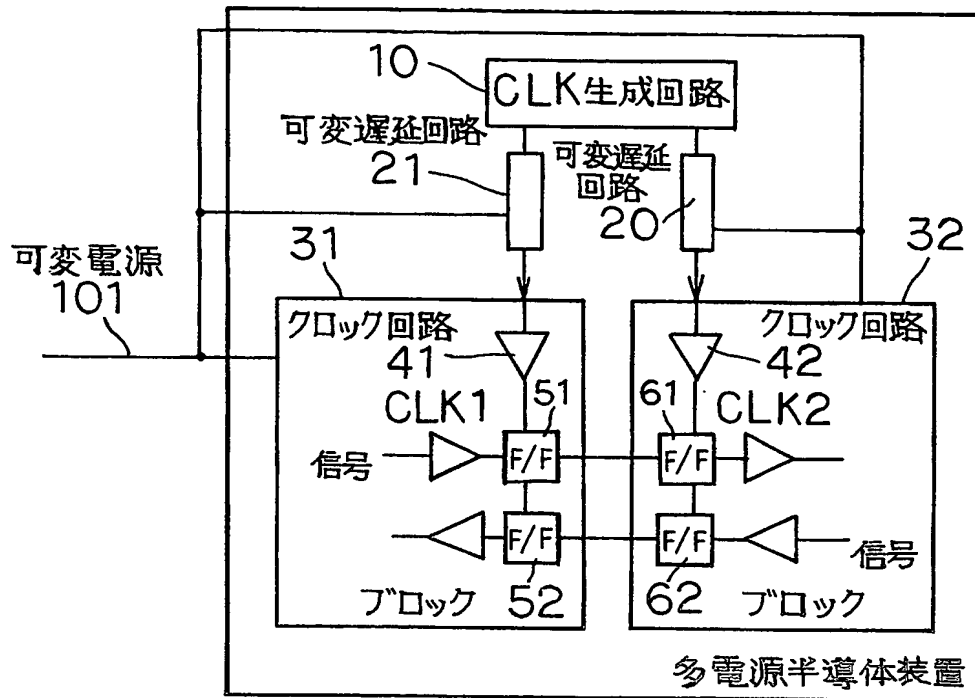 10
CLK生成回路
可変遅延回路
21
可変遅延
回路
20
可変電源
101
31
32
クロック回路
41
クロック回路
42
CLK1
51
61
CLK2
信号
F/F
F/F
F/F
F/F
信号
ブロック
52
62
ブロック
多電源半導体装置